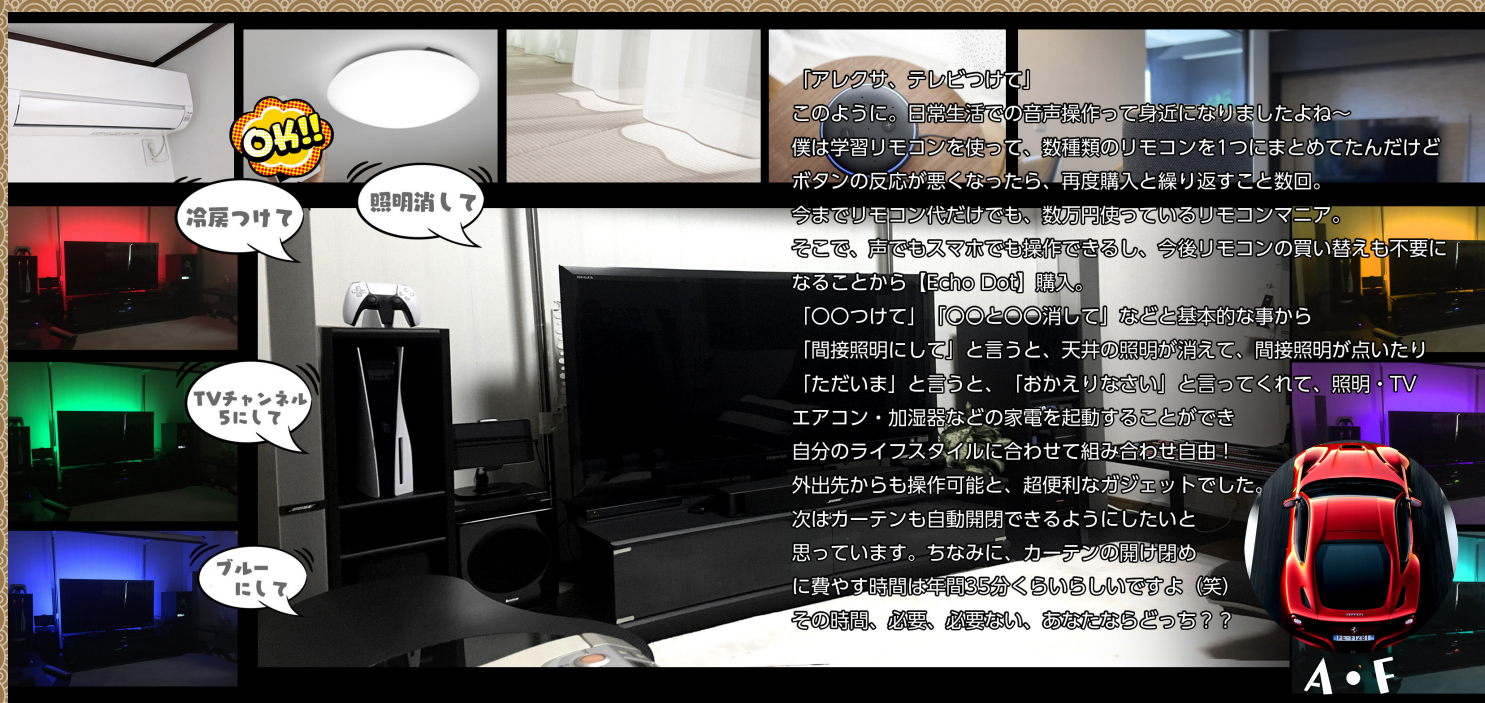 OK!!
冷房つけて
照明消して
TVチャンネル
5にして
ブルー
にして
「アレクサ、テレビつけて」
このように。日常生活での音声操作って身近になりましたよね～
僕は学習リモコンを使って、数種類のリモコンを1つにまとめてたんだけど
ボタンの反応が悪くなったら、再度購入と繰り返すこと数回。
今までリモコン代だけでも、数万円使っているリモコンマニア。
そこで、声でもスマホでも操作できるし、今後リモコンの買い替えも不要に
なることから【Echo Dot】購入。
「〇〇つけて」「〇〇と〇〇消して」などと基本的な事から
「間接照明にして」と言うと、天井の照明が消えて、間接照明が点いたり
「ただいま」と言うと、「おかえりなさい」と言ってくれて、照明・TV
エアコン・加湿器などの家電を起動することができ
自分のライフスタイルに合わせて組み合わせ自由！
外出先からも操作可能と、超便利なガジェットでした。
次はカーテンも自動開閉できるようにしたいと
思っています。ちなみに、カーテンの開け閉め
に費やす時間は年間35分くらいらしいですよ（笑）
その時間、必要、必要ない、あなたならどっち？？
A・F